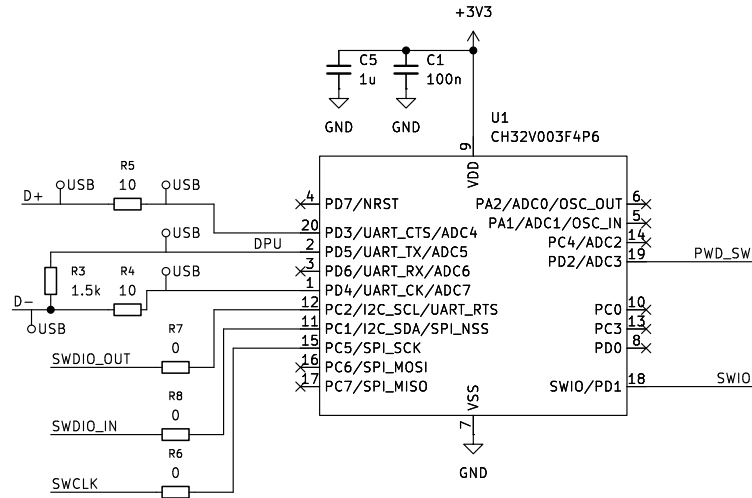 +3V3
C5
1u
C1
100n
GND
GND
U1
CH32V003F4P6
9
VDD
R5
10
USB
USB
D+
4
PD7/NRST
20
PD3/UART_CTS/ADC4
USB
DPU
2
PD5/UART_TX/ADC5
3
PD6/UART_RX/ADC6
R3
1.5k
R4
10
USB
1
PD4/UART_CK/ADC7
D-
USB
12
PC2/I2C_SCL/UART_RTS
R7
0
11
PC1/I2C_SDA/SPI_NSS
SWDIO_OUT
15
PC5/SPI_SCK
16
PC6/SPI_MOSI
17
PC7/SPI_MISO
R8
0
SWDIO_IN
R6
0
SWCLK
PA2/ADC0/OSC_OUT
6
PA1/ADC1/OSC_IN
5
PC4/ADC2
14
PD2/ADC3
19
PWD_SW
PC0
10
PC3
13
PD0
8
SWIO/PD1
18
SWIO
VSS
7
GND